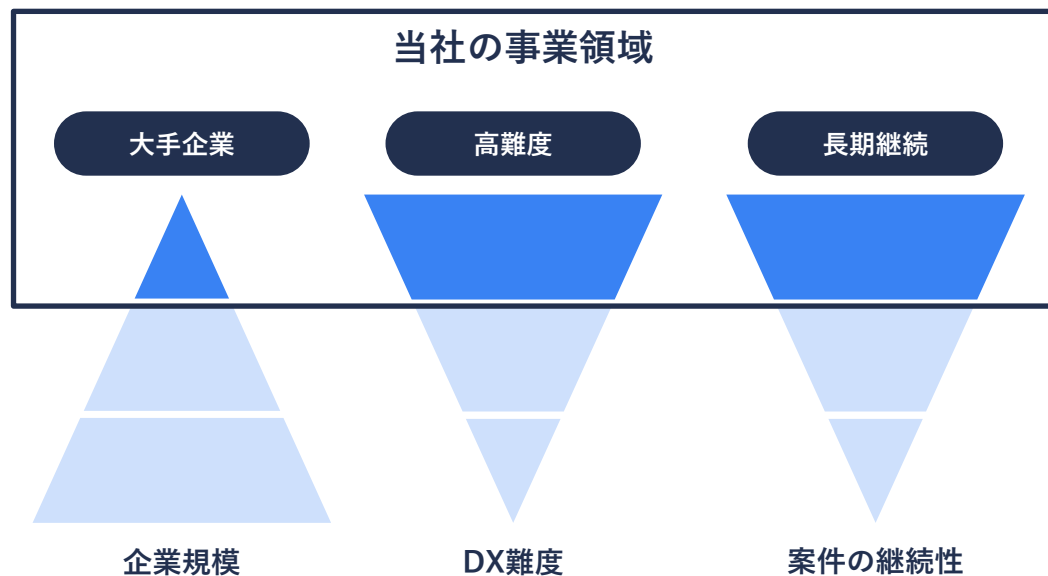 当社の事業領域
大手企業
高難度
長期継続
企業規模
DX難度
案件の継続性